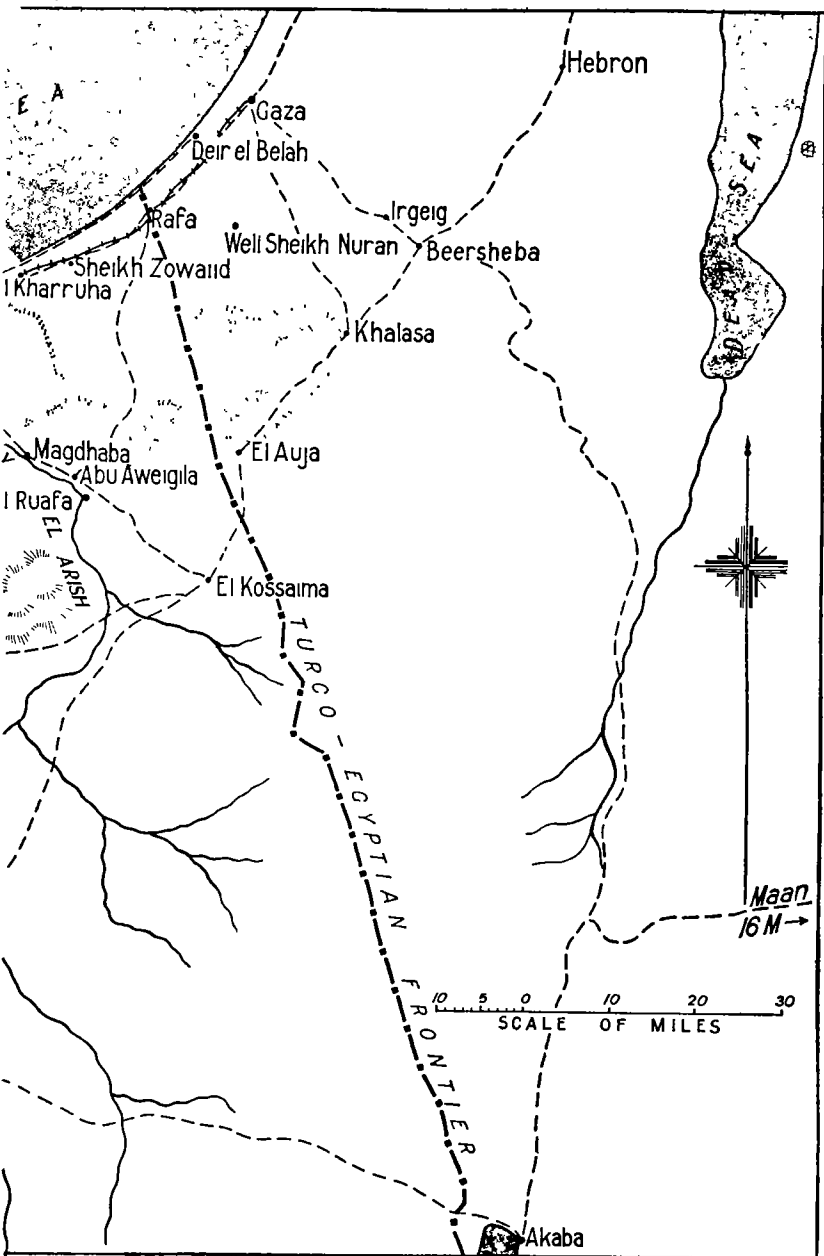 E A
Hebron
Gaza
Deir el Belah
DEAD SEA
Irgeig
Rafa
Weli Sheikh Nuran
Beersheba
Sheikh Zowaiid
l Kharruha
Khalasa
Magdhaba
El Auja
Abu Aweigila
l Ruafa
EL ARISH
El Kossaima
TURCO-EGYPTIAN FRONTIER
Maan
16 M →
10 5 0 10 20 30
SCALE OF MILES
Akaba